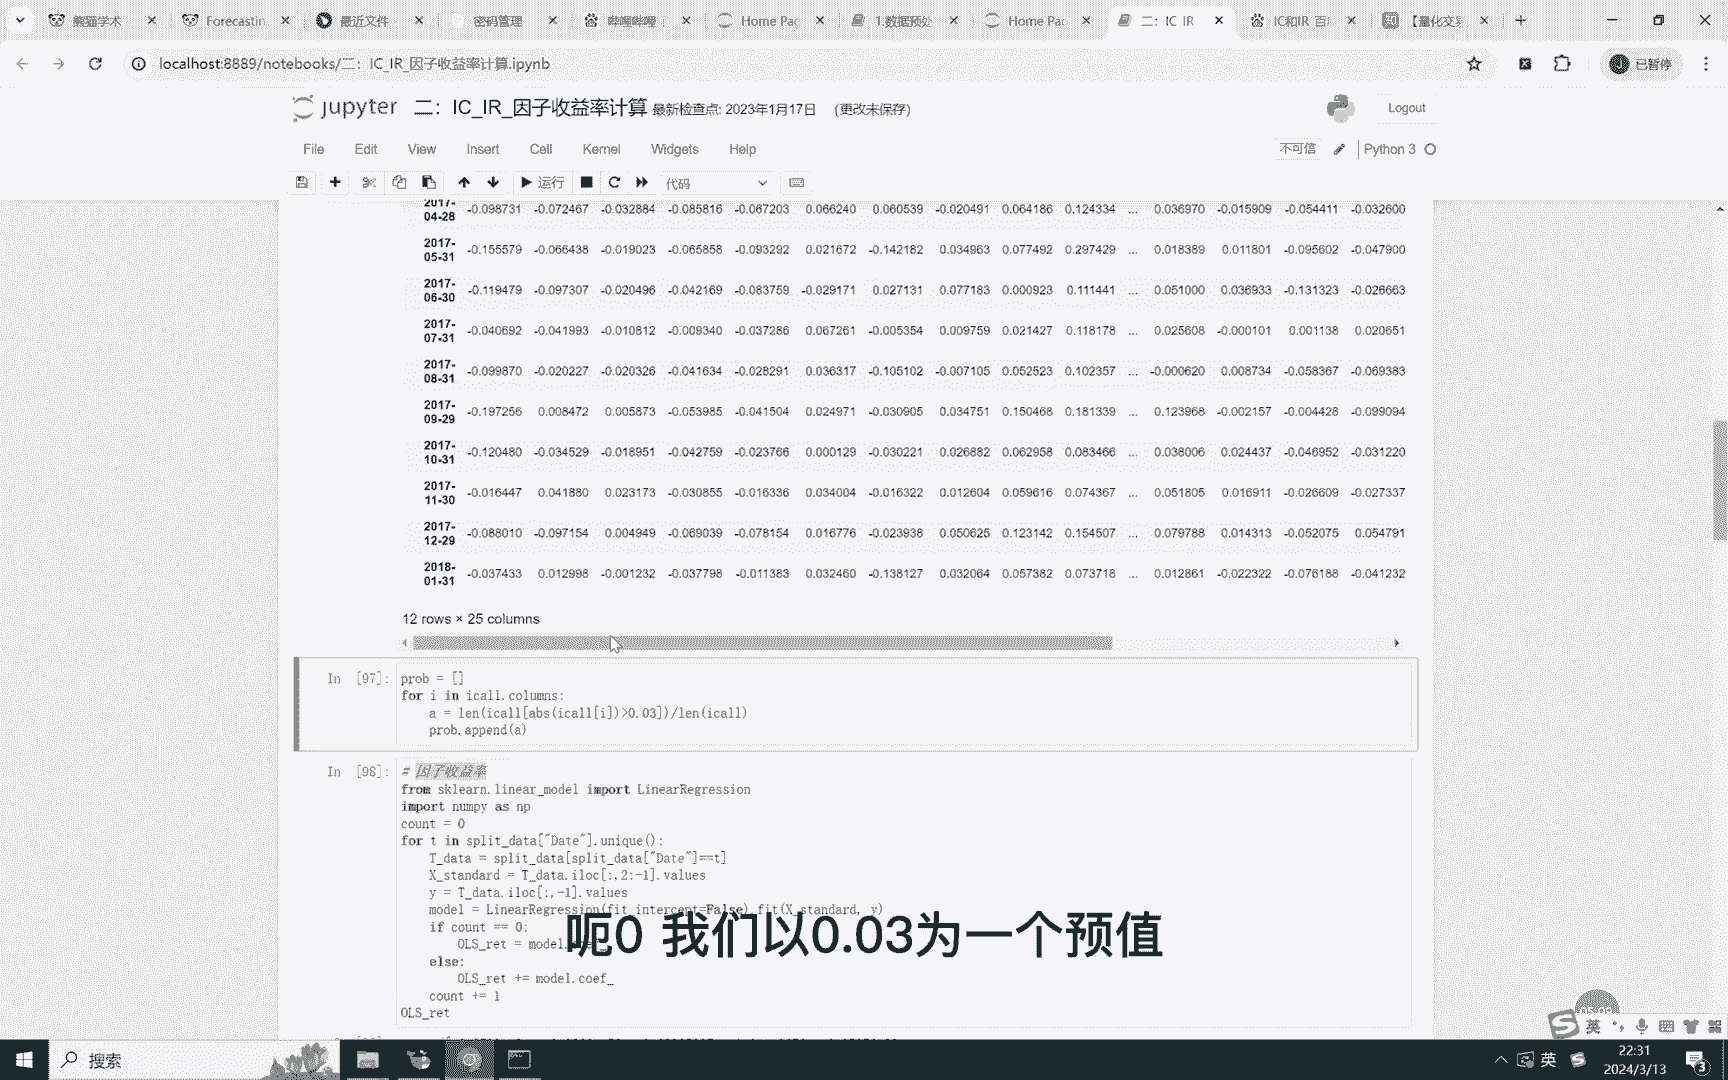 熊猫学术
Forecastin
最近文件
密码管理
哔哩哔哩
Home Pag
1.数据预处
Home Pag
二：IC IR
IC和IR 百
【量化交易
localhost:8889/notebooks/二：IC_IR_因子收益率计算.ipynb
已暂停
jupyter 二：IC_IR_因子收益率计算 最后检查点: 2023年1月17日 (更改未保存)
Logout
File Edit View Insert Cell Kernel Widgets Help
不可信 Python 3
运行 代码
2017-04-28 -0.098731 -0.072467 -0.032884 -0.085816 -0.067203 0.066240 0.060539 -0.020491 0.064186 0.124334 ... 0.036970 -0.015909 -0.054411 -0.032600
2017-05-31 -0.155579 -0.066438 -0.019023 -0.065858 -0.093292 0.021672 -0.142182 0.034963 0.077492 0.297429 ... 0.018389 0.011801 -0.095602 -0.047900
2017-06-30 -0.119479 -0.097307 -0.020496 -0.042169 -0.083759 -0.029171 0.027131 0.077183 0.000923 0.111441 ... 0.051000 0.036933 -0.131323 -0.026663
2017-07-31 -0.040692 -0.041993 -0.010812 -0.009340 -0.037286 0.067261 -0.005354 0.009759 0.021427 0.118178 ... 0.025608 -0.000101 0.001138 0.020651
2017-08-31 -0.099870 -0.020227 -0.020326 -0.041634 -0.028291 0.036317 -0.105102 -0.007105 0.052523 0.102357 ... -0.000620 0.008734 -0.058367 -0.069383
2017-09-29 -0.197256 0.008472 0.005873 -0.053985 -0.041504 0.024971 -0.030905 0.034751 0.150468 0.181339 ... 0.123968 -0.002157 -0.004428 -0.099094
2017-10-31 -0.120480 -0.034529 -0.018951 -0.042759 -0.023766 0.000129 -0.030221 0.026882 0.062958 0.083466 ... 0.038006 0.024437 -0.046952 -0.031220
2017-11-30 -0.016447 0.041880 0.023173 -0.030855 -0.016336 0.034004 -0.016322 0.012604 0.059616 0.074367 ... 0.051805 0.016911 -0.026609 -0.027337
2017-12-29 -0.088010 -0.097154 0.004949 -0.069039 -0.078154 0.016776 -0.023938 0.050625 0.123142 0.154507 ... 0.079788 0.014313 -0.052075 0.054791
2018-01-31 -0.037433 0.012998 -0.001232 -0.037798 -0.011383 0.032460 -0.138127 0.032064 0.057382 0.073718 ... 0.012861 -0.022322 -0.076188 -0.041232
12 rows × 25 columns
In [97]: prob = []
for i in icall.columns:
a = len(icall[abs(icall[i])>0.03])/len(icall)
prob.append(a)
In [98]: # 因子收益率
from sklearn.linear_model import LinearRegression
import numpy as np
count = 0
for t in split_data["Date"].unique():
T_data = split_data[split_data["Date"]==t]
X_standard = T_data.iloc[:,2:-1].values
y = T_data.iloc[:,-1].values
model = LinearRegression(fit_intercept=False).fit(X_standard, y)
if count == 0:
OLS_ret = model.coef_
else:
OLS_ret += model.coef_
count += 1
OLS_ret
呃0 我们以0.03为一个预值
英
搜索
英
22:31
2024/3/13
3